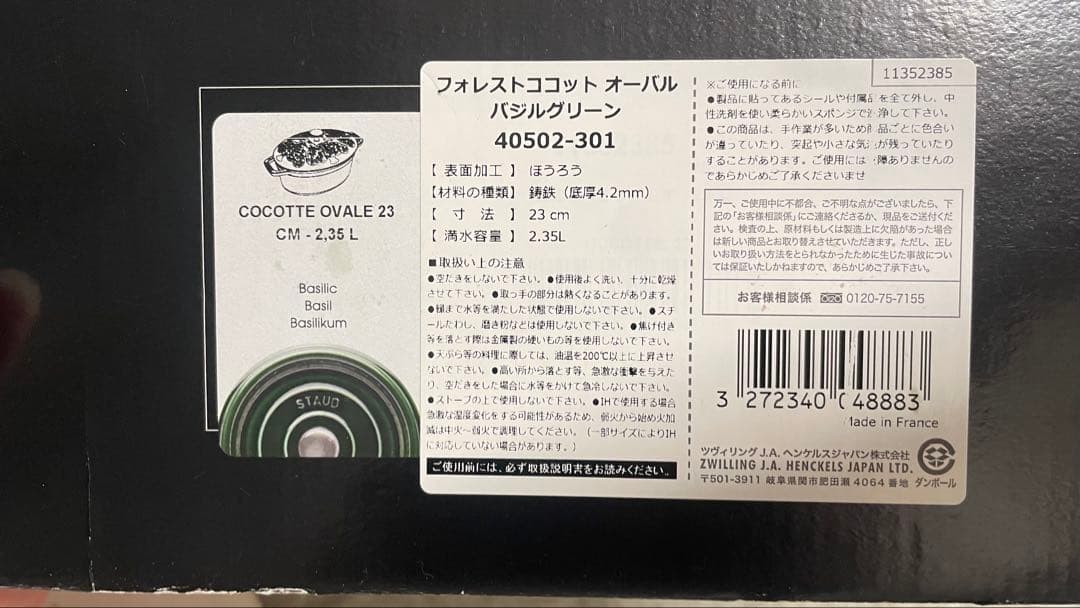 COCOTTE OVALE 23
CM - 2,35 L
Basilic
Basil
Basilikum
STAUB
フォレストココット オーバル
バジルグリーン
40502-301
【 表面加工 】 ほうろう
【材料の種類】 鋳鉄（底厚4.2mm）
【 寸 法 】 23 cm
【 満水容量 】 2.35L
■取扱い上の注意
●空だきをしないで下さい。●使用後よく洗い、十分に乾燥
させて下さい。●取っ手の部分は熱くなることがあります。
●縁まで水等を満たした状態で使用しないで下さい。●スチ
ールたわし、磨き粉などは使用しないで下さい。●焦げ付き
等を落とす際は金属製の硬いもの等を使用しないで下さい。
●天ぷら等の料理に際しては、油温を200℃以上に上昇させ
ないで下さい。●高い所から落とす等、急激な衝撃を与えた
り、空だきをした場合に水等をかけて急冷しないで下さい。
●ストーブの上で使用しないで下さい。●IHで使用する場合
急激な温度変化をする可能性があるため、弱火から始め火加
減は中火～弱火で調理してください。（一部サイズによりIH
に対応していない場合があります。）
ご使用前には、必ず取扱説明書をお読みください。
11352385
※ご使用になる前に
●製品に貼ってあるシールや付属品を全て外し、中
性洗剤を使い柔らかいスポンジで洗浄して下さい。
●この商品は、手作業が多いため商品ごとに色合い
が違っていたり、突起や小さな気泡が残っていたり
することがあります。ご使用には 障ありませんの
であらかじめご了承くださいませ
万一、ご使用中に不都合、ご不明な点がございましたら、下
記の「お客様相談係」にご連絡くださるか、現品をご送付くださ
い。検査の上、原材料もしくは製造上に欠陥があった場合
は新しい商品とお取り替えさせていただきます。ただし、正し
いお取り扱い方法をとられなかったために生じた事故につい
ては保証いたしかねますので、あらかじめご了承下さい。
お客様相談係 0120-75-7155
3 272340 048883
Made in France
ツヴィリング J.A. ヘンケルスジャパン株式会社
ZWILLING J.A. HENCKELS JAPAN LTD.
〒501-3911 岐阜県関市肥田瀬 4064 番地
ダンボール